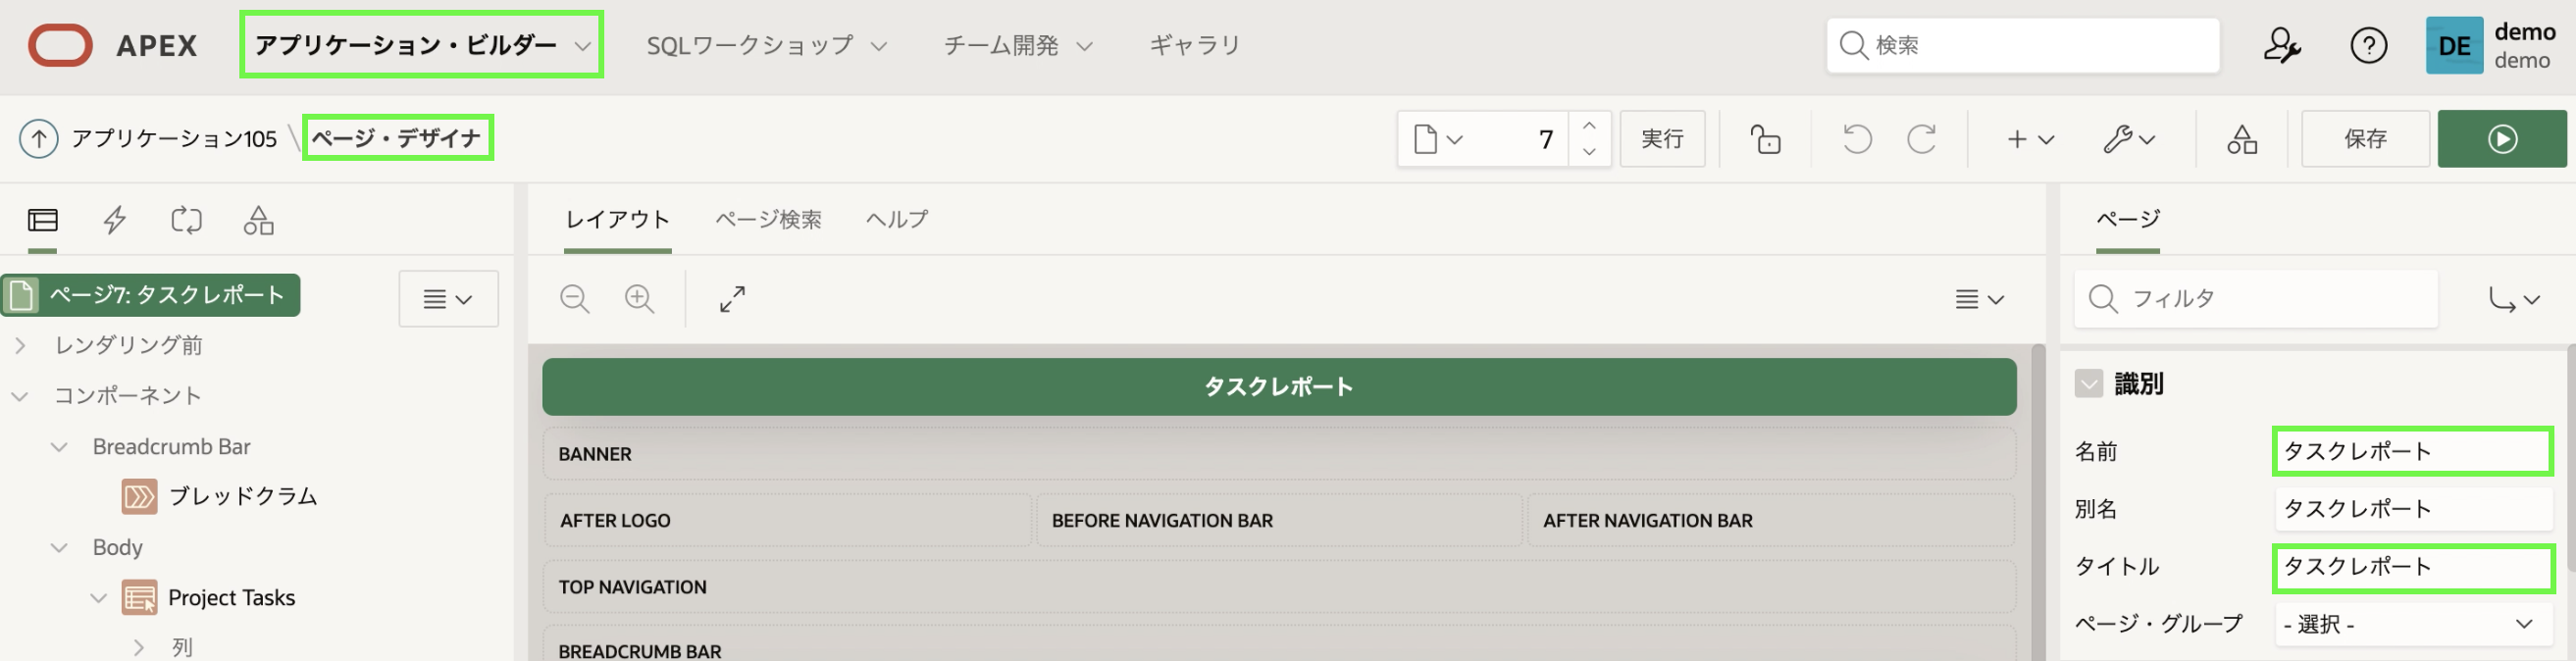 APEX アプリケーション・ビルダー SQLワークショップ チーム開発 ギャラリ 検索 DE demo
demo
アプリケーション105 \ ページ・デザイナ 7 実行 保存
レイアウト ページ検索 ヘルプ ページ
ページ7: タスクレポート フィルタ
レンダリング前
コンポーネント タスクレポート 識別
Breadcrumb Bar BANNER 名前 タスクレポート
ブレッドクラム AFTER LOGO BEFORE NAVIGATION BAR AFTER NAVIGATION BAR 別名 タスクレポート
Body TOP NAVIGATION タイトル タスクレポート
Project Tasks ページ・グループ - 選択 -
列 BREADCRUMB BAR